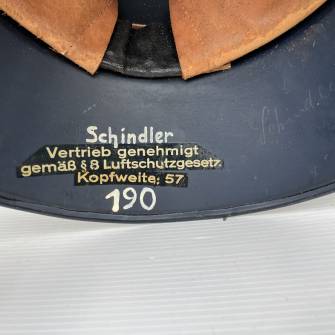 Schindler
Vertrieb genehmigt
gemäß § 8 Luftschutzgesetz
Kopfweite: 57
190